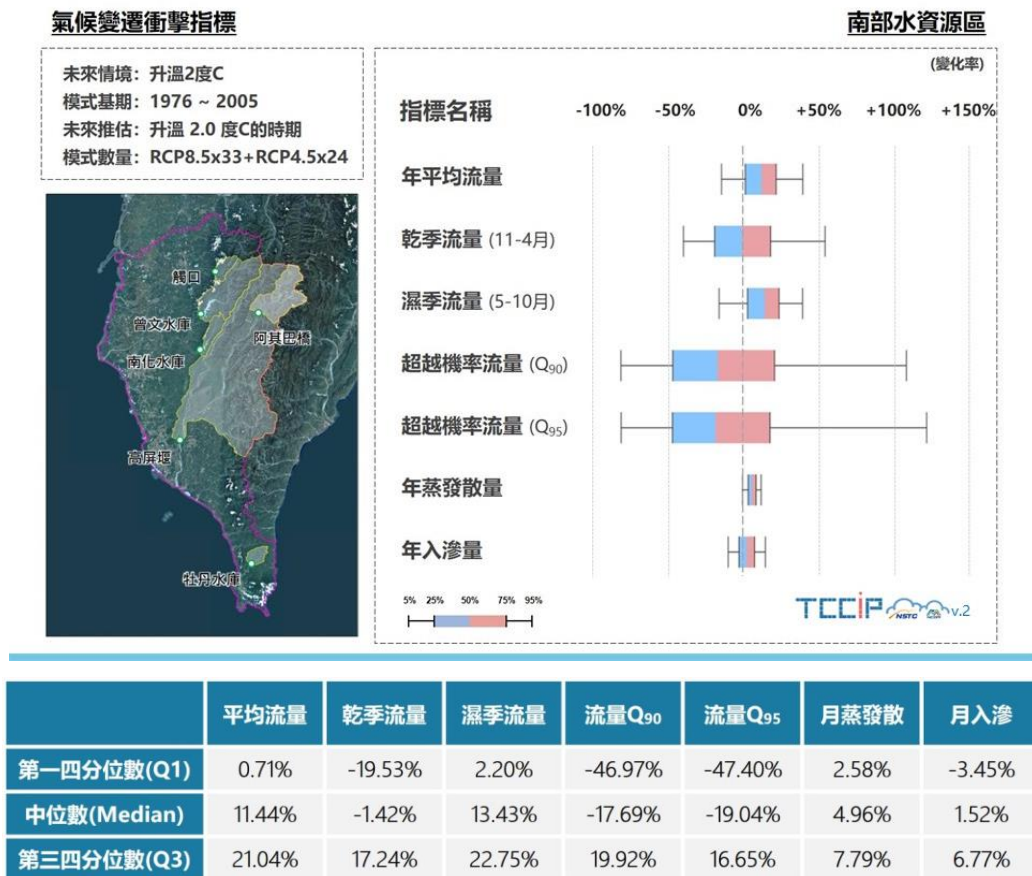 氣候變遷衝擊指標
南部水資源區
未來情境：升溫2度C
模式基期：1976 ~ 2005
未來推估：升溫 2.0 度C的時期
模式數量：RCP8.5x33+RCP4.5x24
觸口
曾文水庫
阿其巴橋
南化水庫
高屏堰
牡丹水庫
(變化率)
指標名稱 -100% -50% 0% +50% +100% +150%
年平均流量
乾季流量 (11-4月)
濕季流量 (5-10月)
超越機率流量 (Q₉₀)
超越機率流量 (Q₉₅)
年蒸發散量
年入滲量
5% 25% 50% 75% 95%
TCCiP NSTC v.2
平均流量 乾季流量 濕季流量 流量Q₉₀ 流量Q₉₅ 月蒸發散 月入滲
第一四分位數(Q1) 0.71% -19.53% 2.20% -46.97% -47.40% 2.58% -3.45%
中位數(Median) 11.44% -1.42% 13.43% -17.69% -19.04% 4.96% 1.52%
第三四分位數(Q3) 21.04% 17.24% 22.75% 19.92% 16.65% 7.79% 6.77%